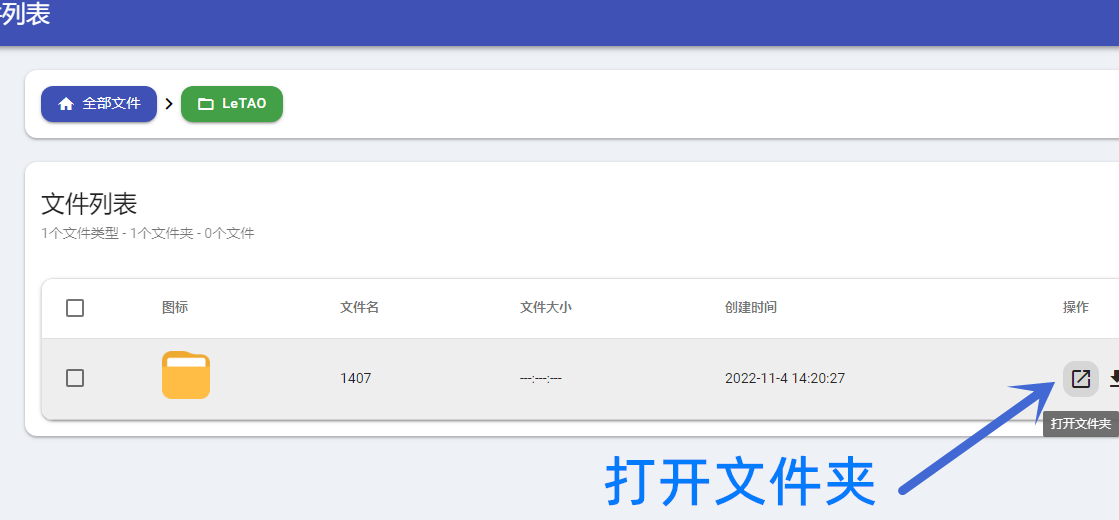 列表
全部文件 LeTAO
文件列表
1个文件类型 - 1个文件夹 - 0个文件
图标 文件名 文件大小 创建时间 操作
1407 ---:---:--- 2022-11-4 14:20:27
打开文件夹
打开文件夹